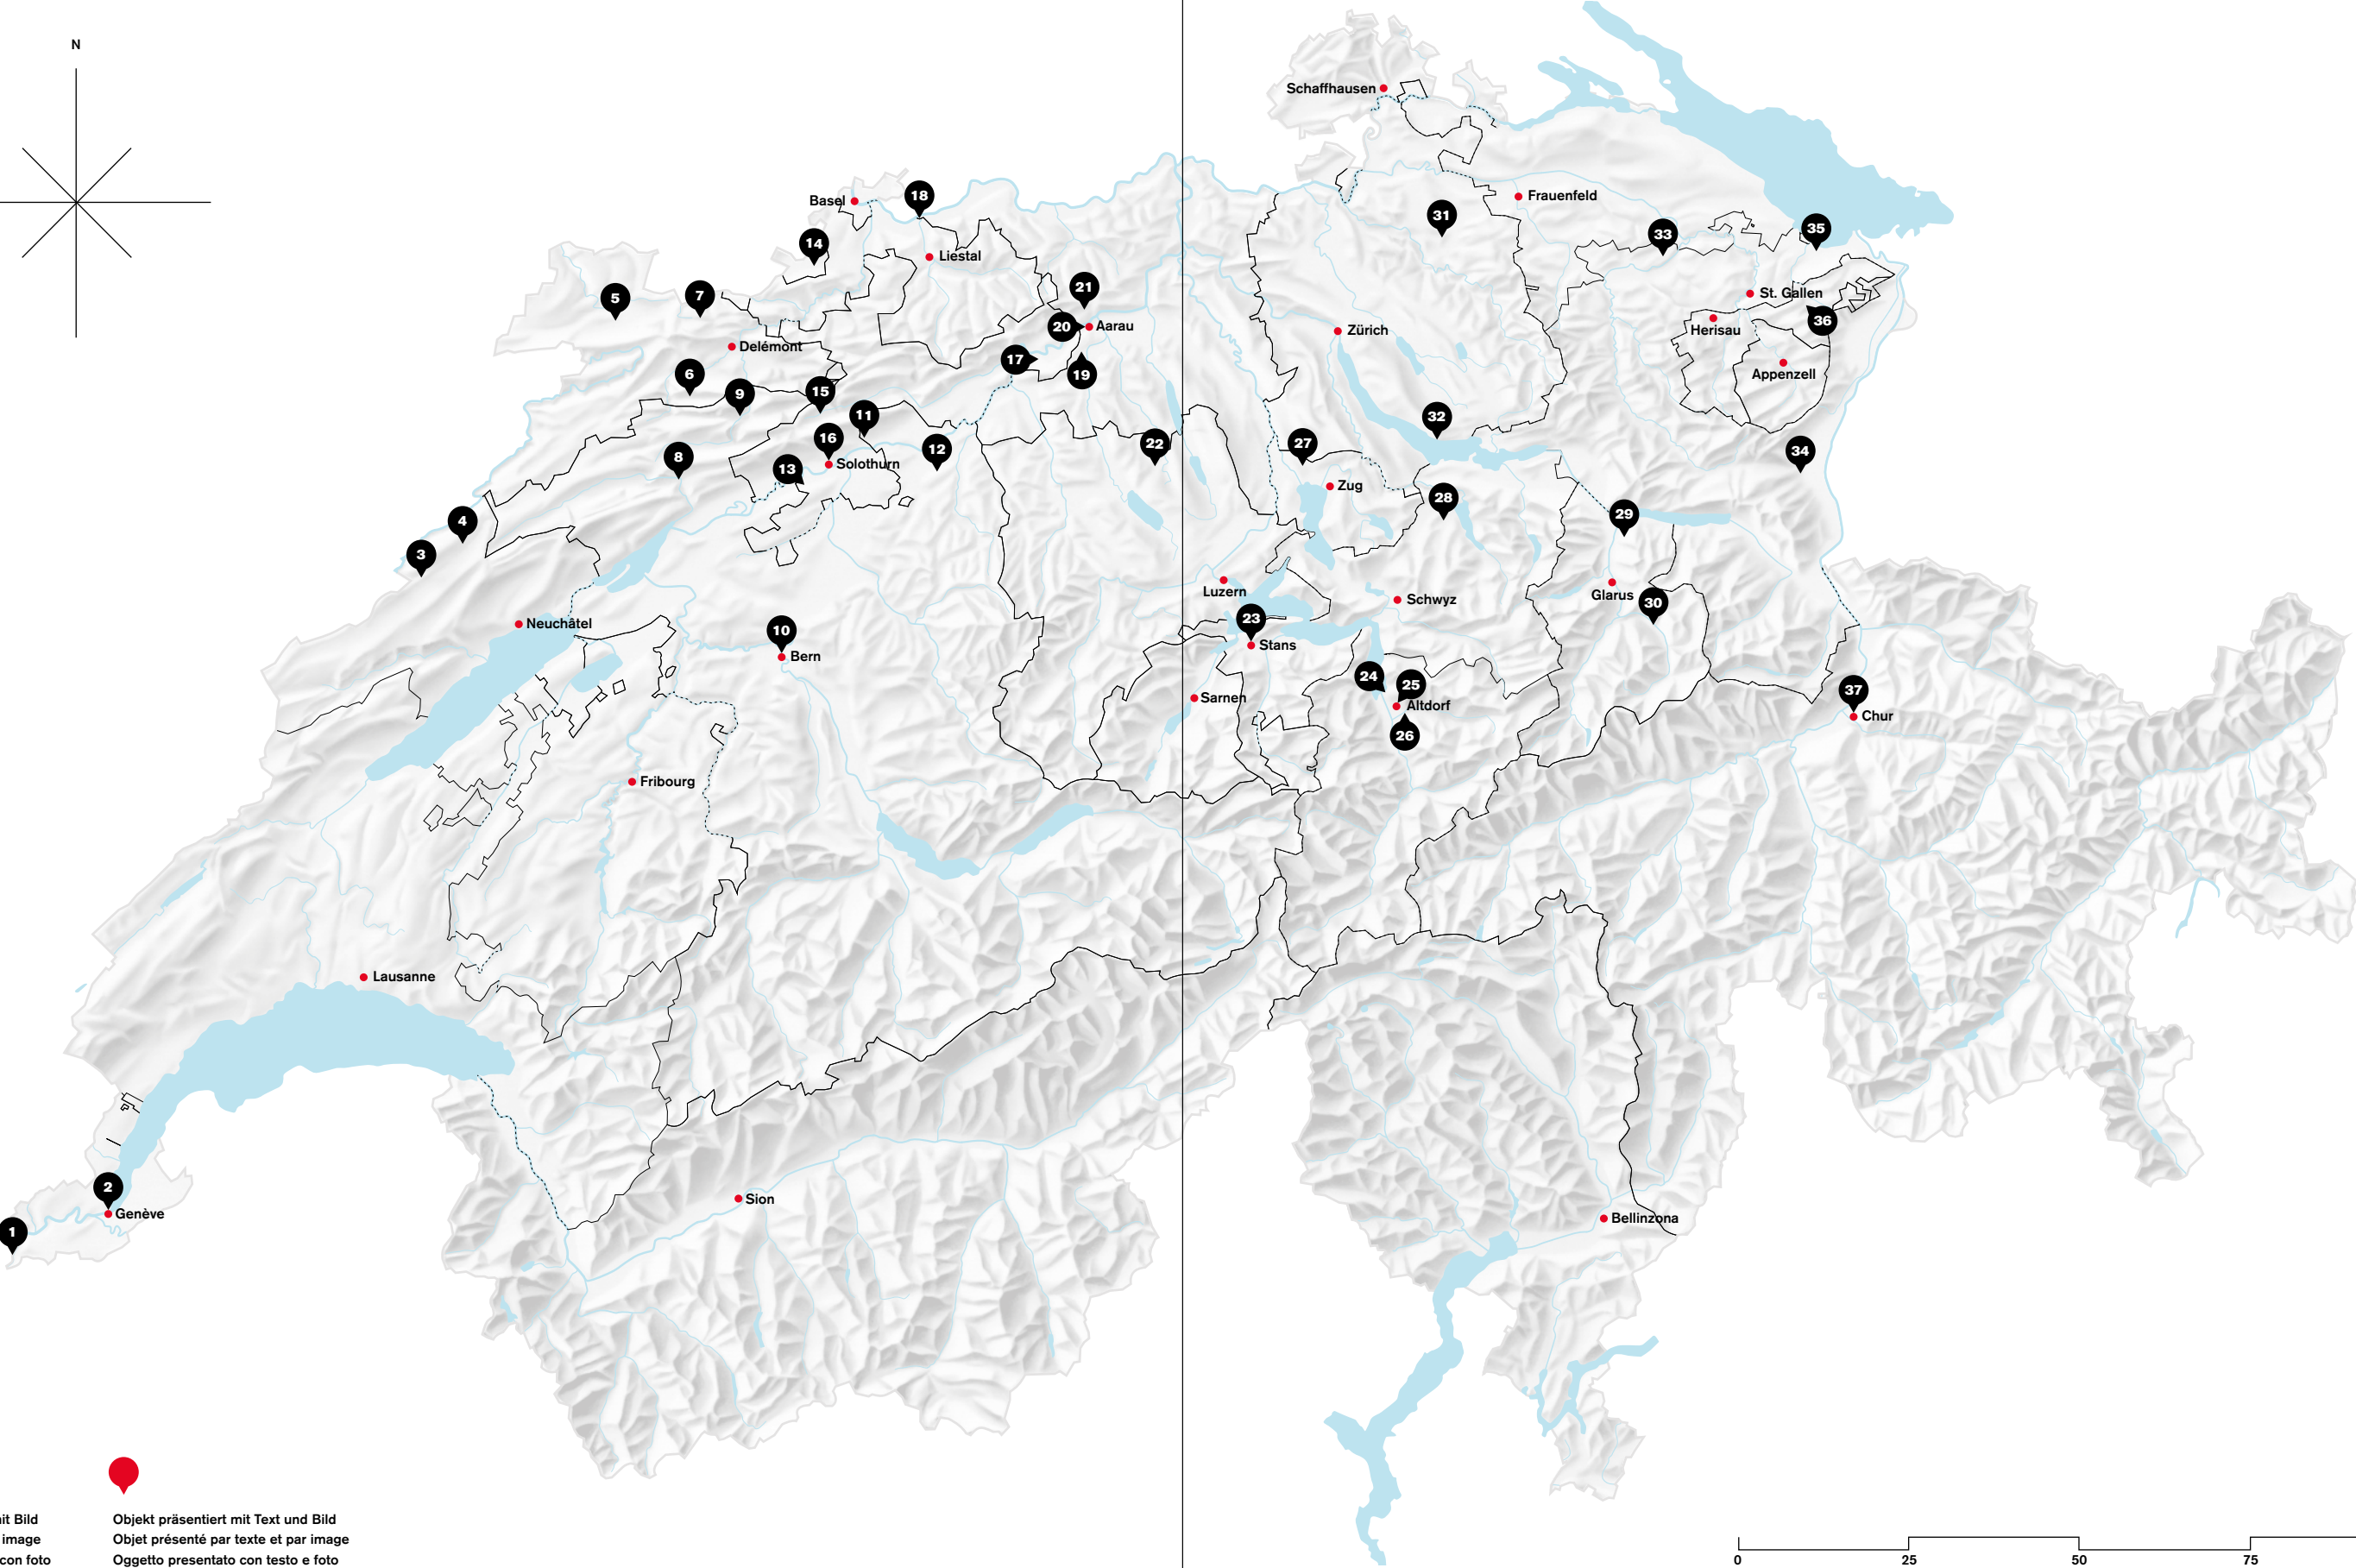 N
Schaffhausen
Basel
18
Frauenfeld
31
14
Liestal
33
35
5
7
21
St. Gallen
20
Aarau
Zürich
Herisau
36
Delémont
17
19
Appenzell
6
9
15
11
32
16
12
22
27
34
8
13
Solothurn
Zug
28
4
29
3
Luzern
Glarus
30
Schwyz
Neuchâtel
23
10
Bern
Stans
24
25
37
Sarnen
Altdorf
Chur
26
Fribourg
Lausanne
2
Genève
Sion
Bellinzona
1
it Bild
image
con foto
Objekt präsentiert mit Text und Bild
Objet présenté par texte et par image
Oggetto presentato con testo e foto
0 25 50 75